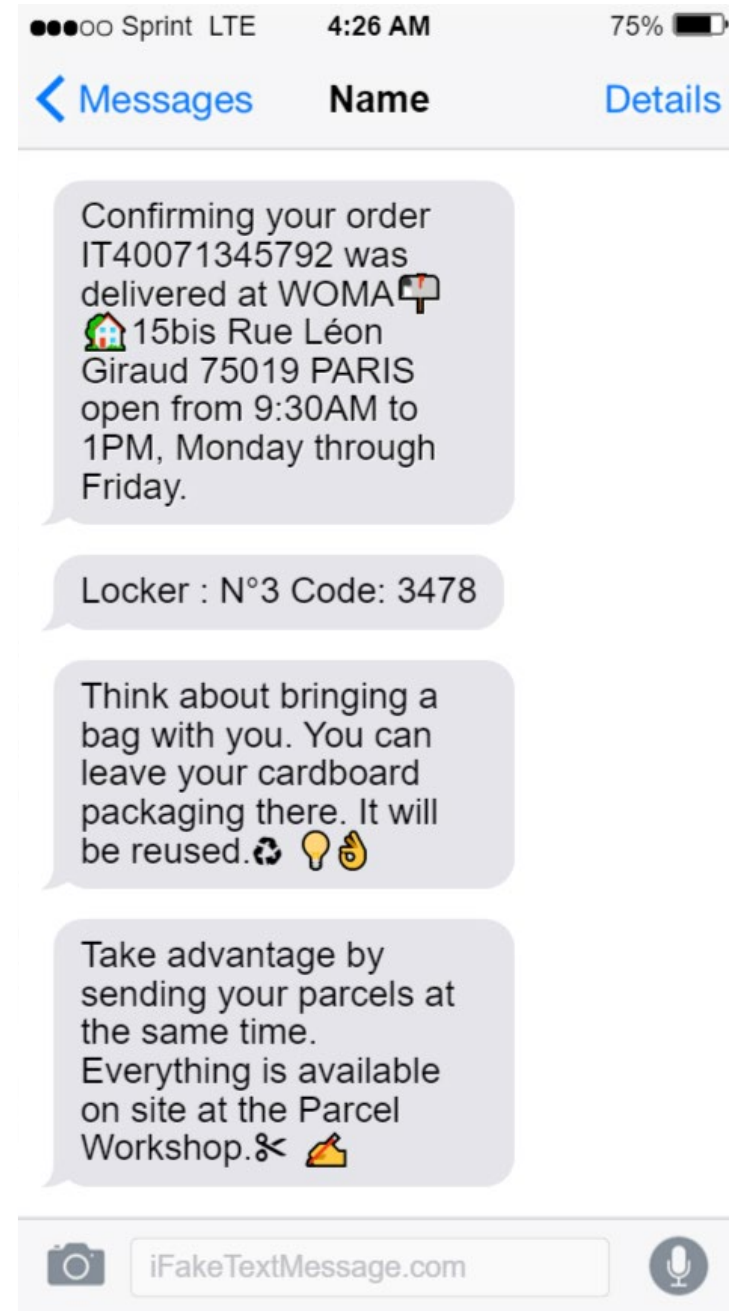 Sprint LTE 4:26 AM 75%
Messages Name Details
Confirming your order
IT40071345792 was
delivered at WOMA📬
🏡15bis Rue Léon
Giraud 75019 PARIS
open from 9:30AM to
1PM, Monday through
Friday.
Locker : N°3 Code: 3478
Think about bringing a
bag with you. You can
leave your cardboard
packaging there. It will
be reused.♻ 💡👌
Take advantage by
sending your parcels at
the same time.
Everything is available
on site at the Parcel
Workshop.✂ ✍
iFakeTextMessage.com